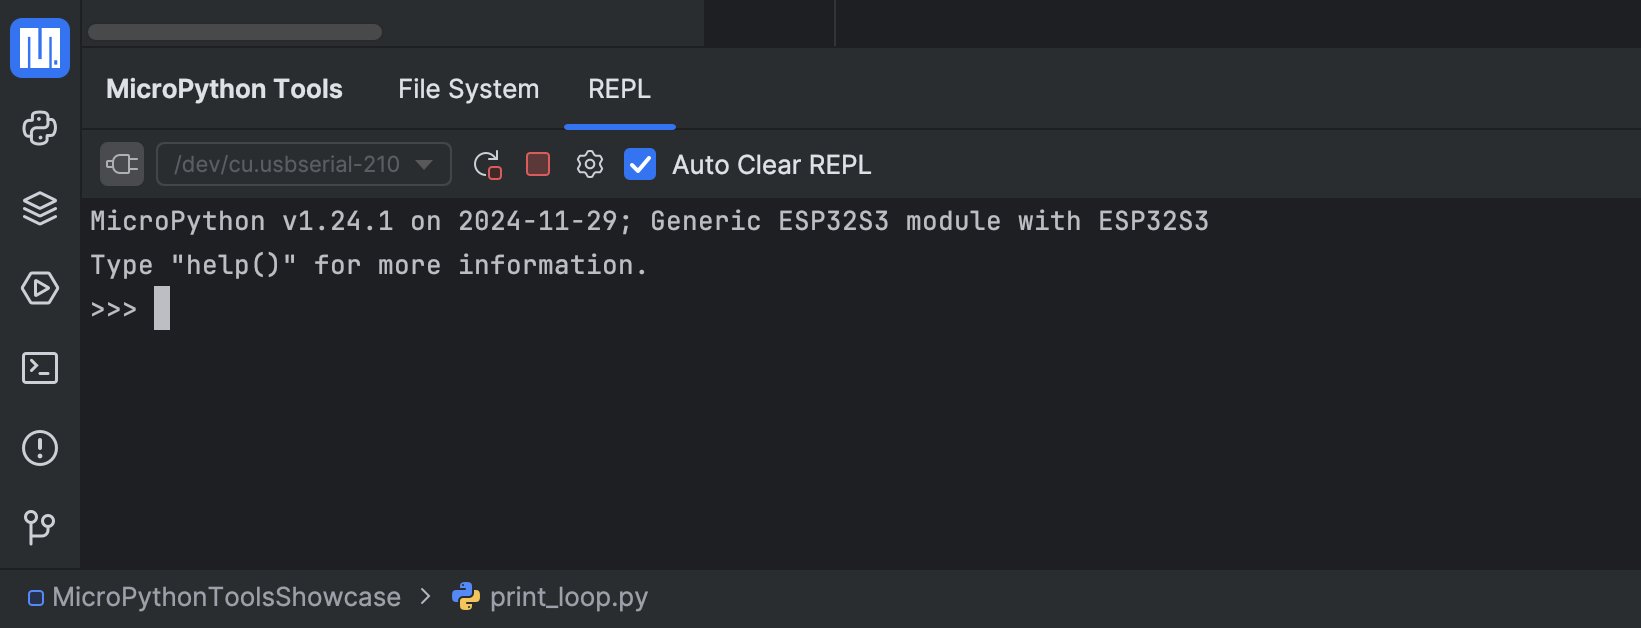 MicroPython Tools File System REPL
/dev/cu.usbserial-210 Auto Clear REPL
MicroPython v1.24.1 on 2024-11-29; Generic ESP32S3 module with ESP32S3
Type "help()" for more information.
>>>
MicroPythonToolsShowcase > print_loop.py